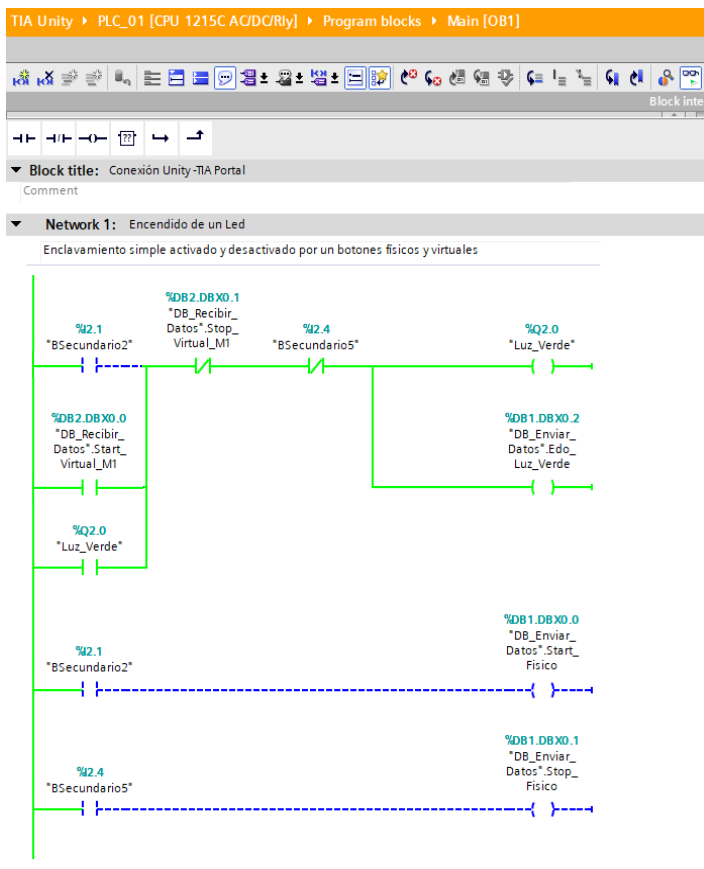 TIA Unity ▸ PLC_01 [CPU 1215C AC/DC/Rly] ▸ Program blocks ▸ Main [OB1]
Block inte
??
Block title: Conexión Unity -TIA Portal
Comment
Network 1: Encendido de un Led
Enclavamiento simple activado y desactivado por un botones físicos y virtuales
%I2.1
"BSecundario2"
%DB2.DBX0.1
"DB_Recibir_
Datos".Stop_
Virtual_M1
%I2.4
"BSecundario5"
%Q2.0
"Luz_Verde"
%DB2.DBX0.0
"DB_Recibir_
Datos".Start_
Virtual_M1
%DB1.DBX0.2
"DB_Enviar_
Datos".Edo_
Luz_Verde
%Q2.0
"Luz_Verde"
%I2.1
"BSecundario2"
%DB1.DBX0.0
"DB_Enviar_
Datos".Start_
Fisico
%I2.4
"BSecundario5"
%DB1.DBX0.1
"DB_Enviar_
Datos".Stop_
Fisico